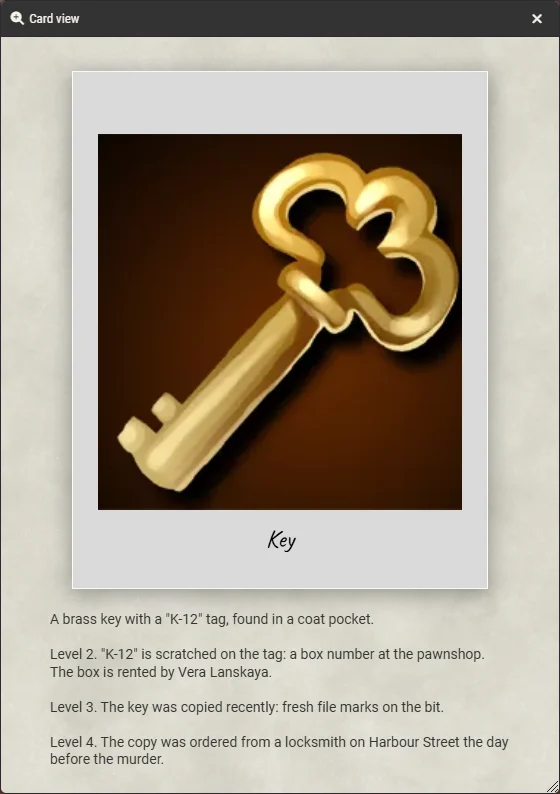 Card view
Key
A brass key with a "K-12" tag, found in a coat pocket.
Level 2. "K-12" is scratched on the tag: a box number at the pawnshop.
The box is rented by Vera Lanskaya.
Level 3. The key was copied recently: fresh file marks on the bit.
Level 4. The copy was ordered from a locksmith on Harbour Street the day
before the murder.